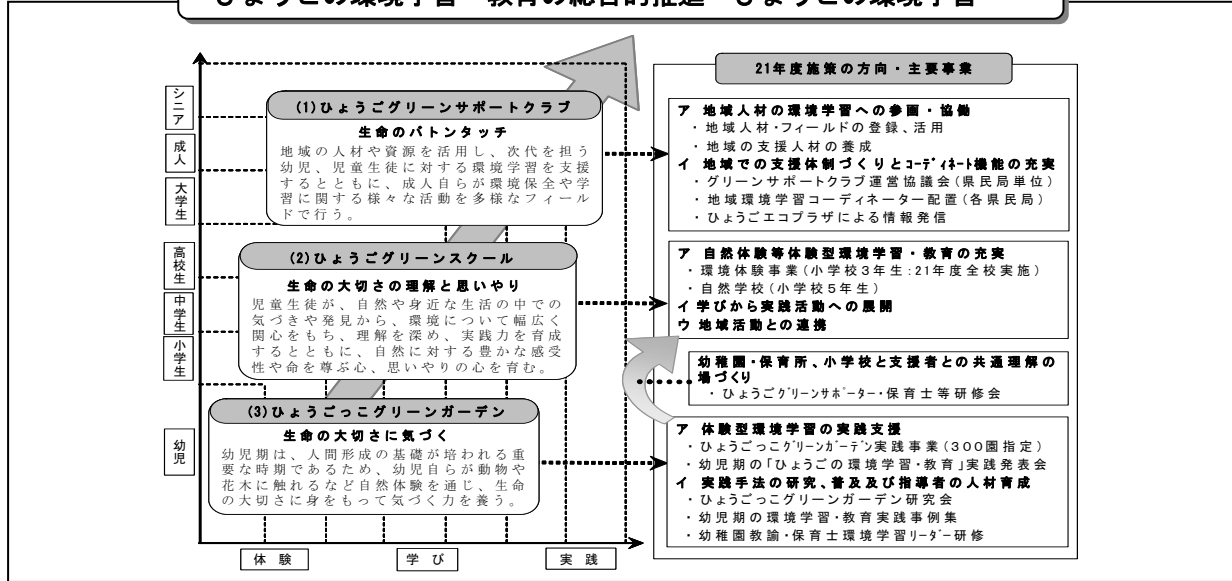 ひょうごの環境学習・教育の総合的推進－ひょうごの環境学習－
シニア
成人
大学生
高校生
中学生
小学生
幼児
(1)ひょうごグリーンサポートクラブ
生命のバトンタッチ
地域の人材や資源を活用し、次代を担う
幼児、児童生徒に対する環境学習を支援
するとともに、成人自らが環境保全や学
習に関する様々な活動を多様なフィール
ドで行う。
(2)ひょうごグリーンスクール
生命の大切さの理解と思いやり
児童生徒が、自然や身近な生活の中での
気づきや発見から、環境について幅広く
関心をもち、理解を深め、実践力を育成
するとともに、自然に対する豊かな感受
性や命を尊ぶ心、思いやりの心を育む。
(3)ひょうごっこグリーンガーデン
生命の大切さに気づく
幼児期は、人間形成の基礎が培われる重
要な時期であるため、幼児自らが動物や
花木に触れるなど自然体験を通じ、生命
の大切さに身をもって気づく力を養う。
体験
学び
実践
21年度施策の方向・主要事業
ア 地域人材の環境学習への参画・協働
・地域人材・フィールドの登録、活用
・地域の支援人材の養成
イ 地域での支援体制づくりとｺｰﾃﾞｨﾈｰﾄ機能の充実
・グリーンサポートクラブ運営協議会(県民局単位)
・地域環境学習コーディネーター配置(各県民局)
・ひょうごエコプラザによる情報発信
ア 自然体験等体験型環境学習・教育の充実
・環境体験事業(小学校３年生:21年度全校実施)
・自然学校(小学校５年生)
イ 学びから実践活動への展開
ウ 地域活動との連携
幼稚園・保育所、小学校と支援者との共通理解の
場づくり
・ひょうごｸﾞﾘｰﾝｻﾎﾟｰﾀｰ・保育士等研修会
ア 体験型環境学習の実践支援
・ひょうごっこｸﾞﾘｰﾝｶﾞｰﾃﾞﾝ実践事業(300園指定)
・幼児期の「ひょうごの環境学習・教育」実践発表会
イ 実践手法の研究、普及及び指導者の人材育成
・ひょうごっこグリーンガーデン研究会
・幼児期の環境学習・教育実践事例集
・幼稚園教諭・保育士環境学習ﾘｰﾀﾞｰ研修